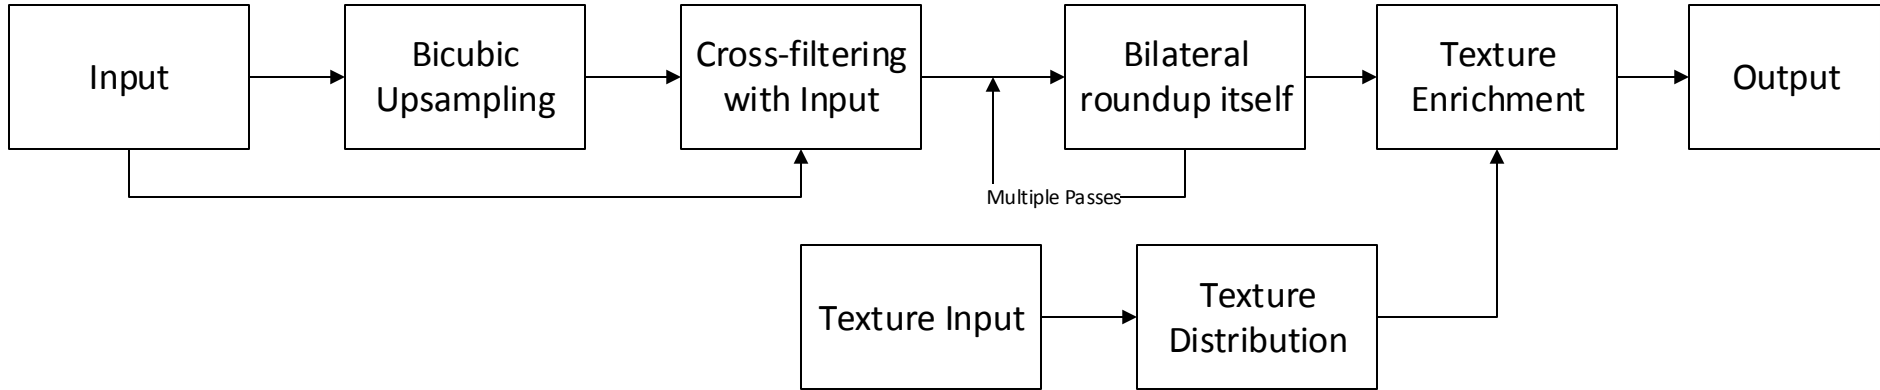 Input
Bicubic
Upsampling
Cross-filtering
with Input
Bilateral
roundup itself
Texture
Enrichment
Output
Multiple Passes
Texture Input
Texture
Distribution